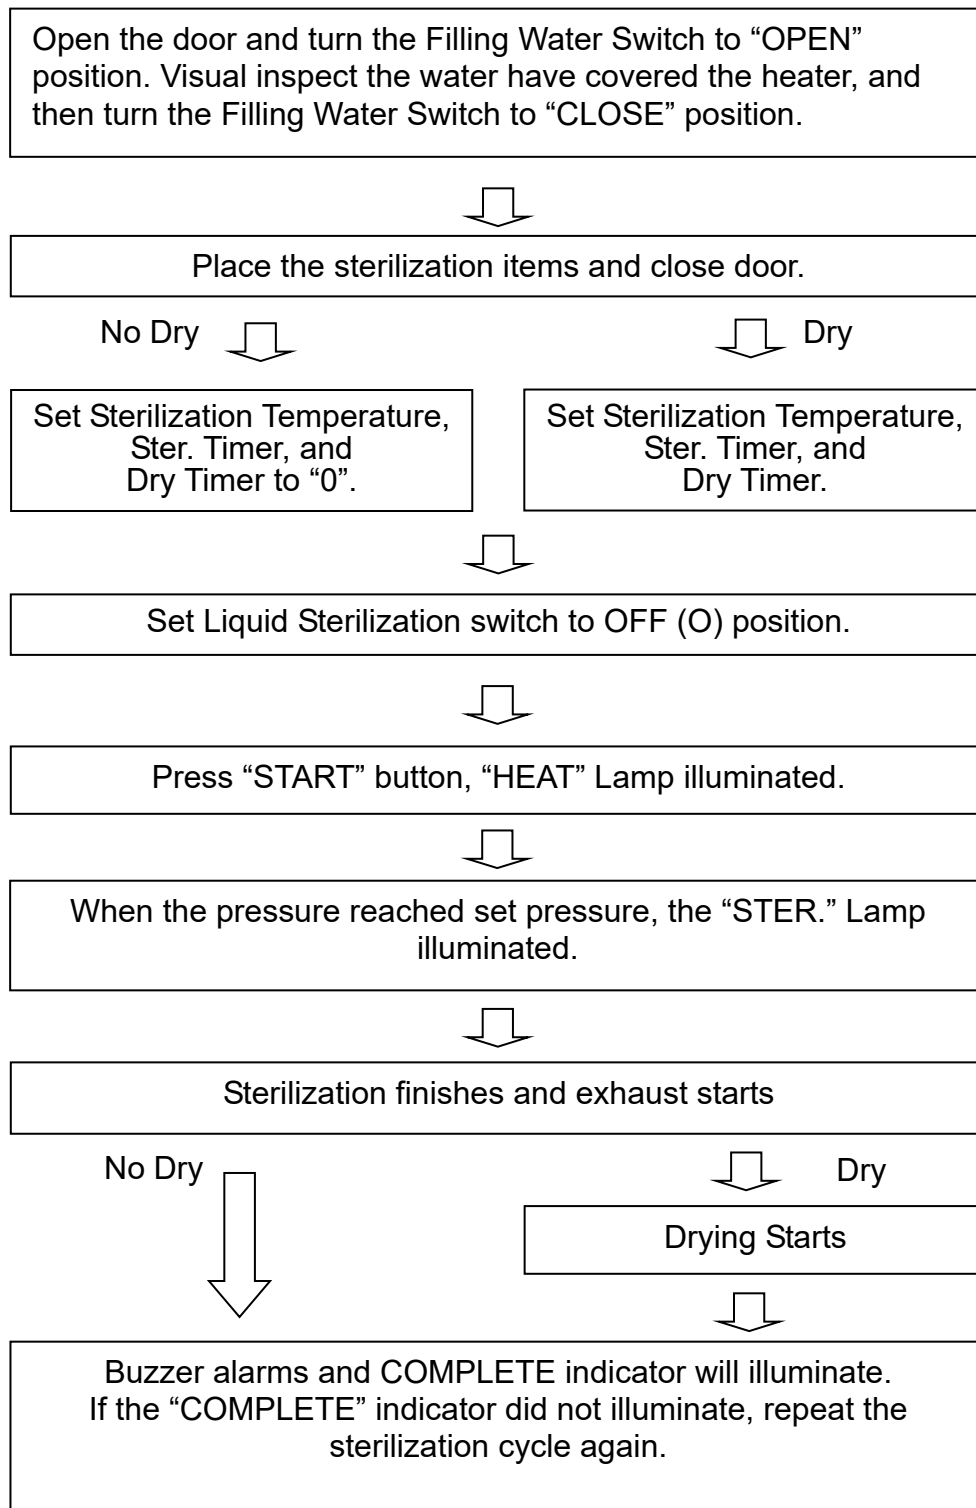 Open the door and turn the Filling Water Switch to “OPEN”
position. Visual inspect the water have covered the heater, and
then turn the Filling Water Switch to “CLOSE” position.
Place the sterilization items and close door.
No Dry
Dry
Set Sterilization Temperature,
Ster. Timer, and
Dry Timer to “0”.
Set Sterilization Temperature,
Ster. Timer, and
Dry Timer.
Set Liquid Sterilization switch to OFF (O) position.
Press “START” button, “HEAT” Lamp illuminated.
When the pressure reached set pressure, the “STER.” Lamp
illuminated.
Sterilization finishes and exhaust starts
No Dry
Dry
Drying Starts
Buzzer alarms and COMPLETE indicator will illuminate.
If the “COMPLETE” indicator did not illuminate, repeat the
sterilization cycle again.